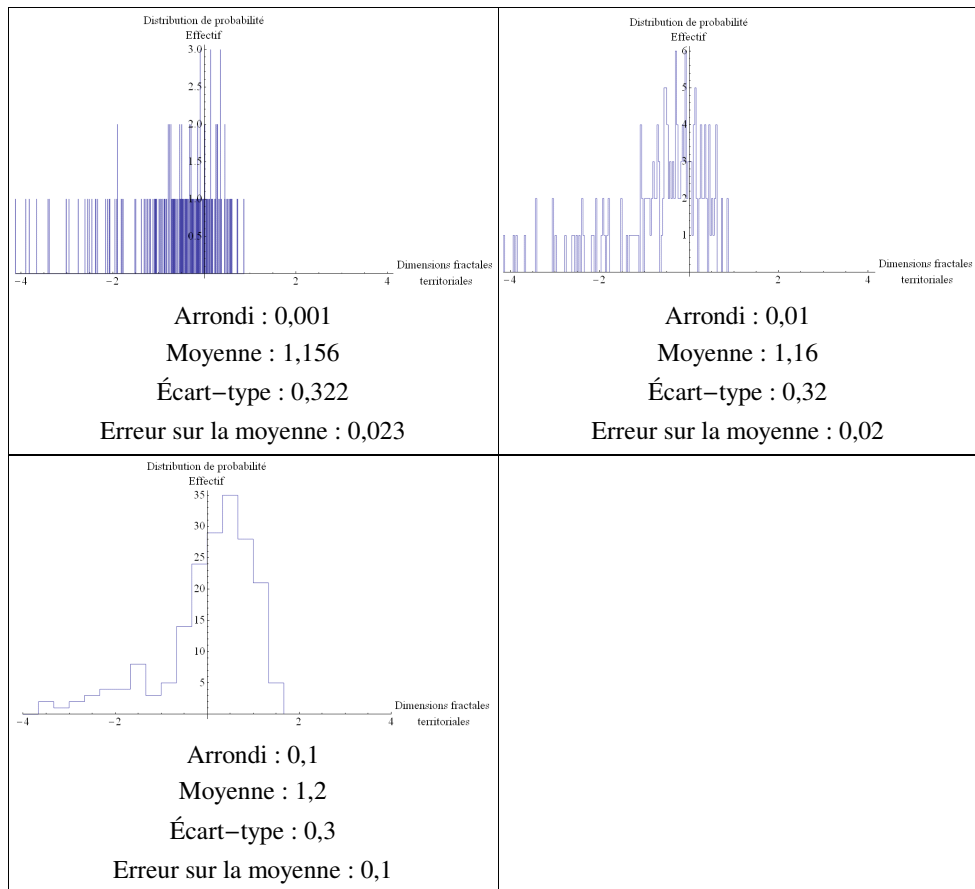 Distribution de probabilité
Effectif
3.0
2.5
2.0
1.5
1.0
0.5
−4
−2
2
4
Dimensions fractales
territoriales
Arrondi : 0,001
Moyenne : 1,156
Écart−type : 0,322
Erreur sur la moyenne : 0,023
Distribution de probabilité
Effectif
6
5
4
3
2
1
−4
−2
2
4
Dimensions fractales
territoriales
Arrondi : 0,01
Moyenne : 1,16
Écart−type : 0,32
Erreur sur la moyenne : 0,02
Distribution de probabilité
Effectif
35
30
25
20
15
10
5
−4
−2
2
4
Dimensions fractales
territoriales
Arrondi : 0,1
Moyenne : 1,2
Écart−type : 0,3
Erreur sur la moyenne : 0,1